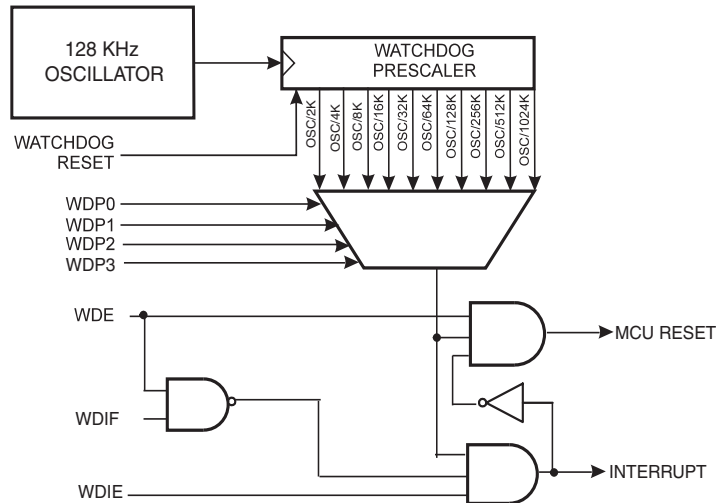 128 KHz
OSCILLATOR
WATCHDOG
PRESCALER
OSC/2K
OSC/4K
OSC/8K
OSC/16K
OSC/32K
OSC/64K
OSC/128K
OSC/256K
OSC/512K
OSC/1024K
WATCHDOG
RESET
WDP0
WDP1
WDP2
WDP3
WDE
MCU RESET
WDIF
INTERRUPT
WDIE